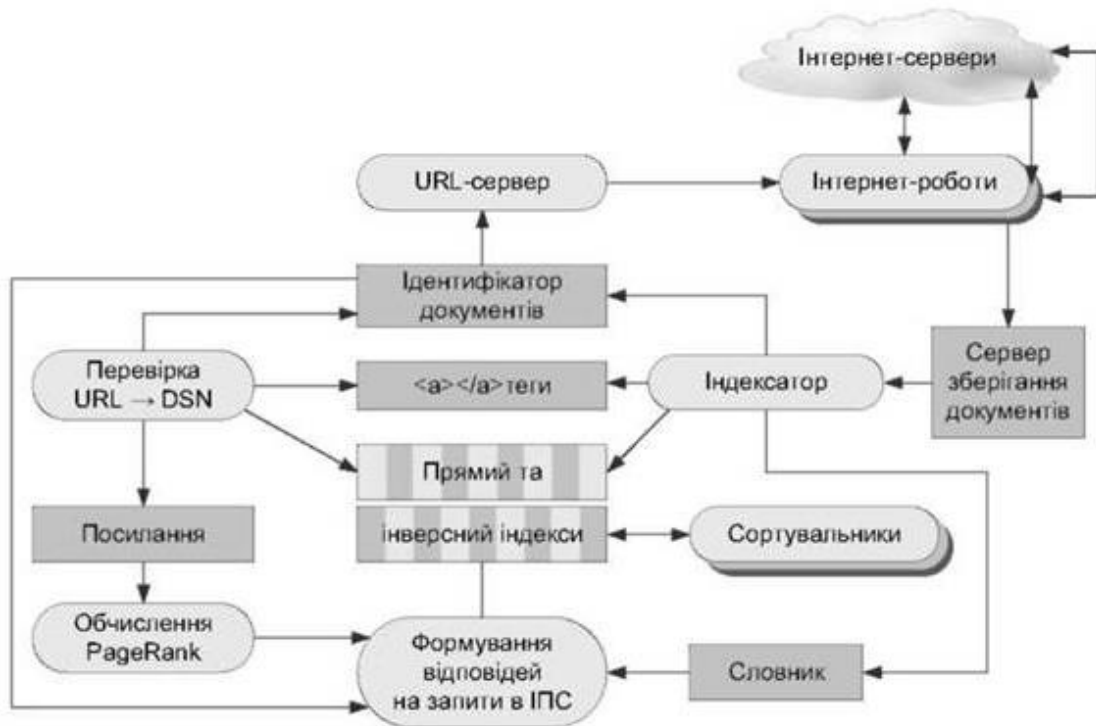 Інтернет-сервери
URL-сервер
Інтернет-роботи
Ідентифікатор
документів
Перевірка
URL → DSN
<a></a>теги
Індексатор
Сервер
зберігання
документів
Прямий та
Посилання
інверсний індекси
Сортувальники
Обчислення
PageRank
Формування
відповідей
на запити в ІПС
Словник